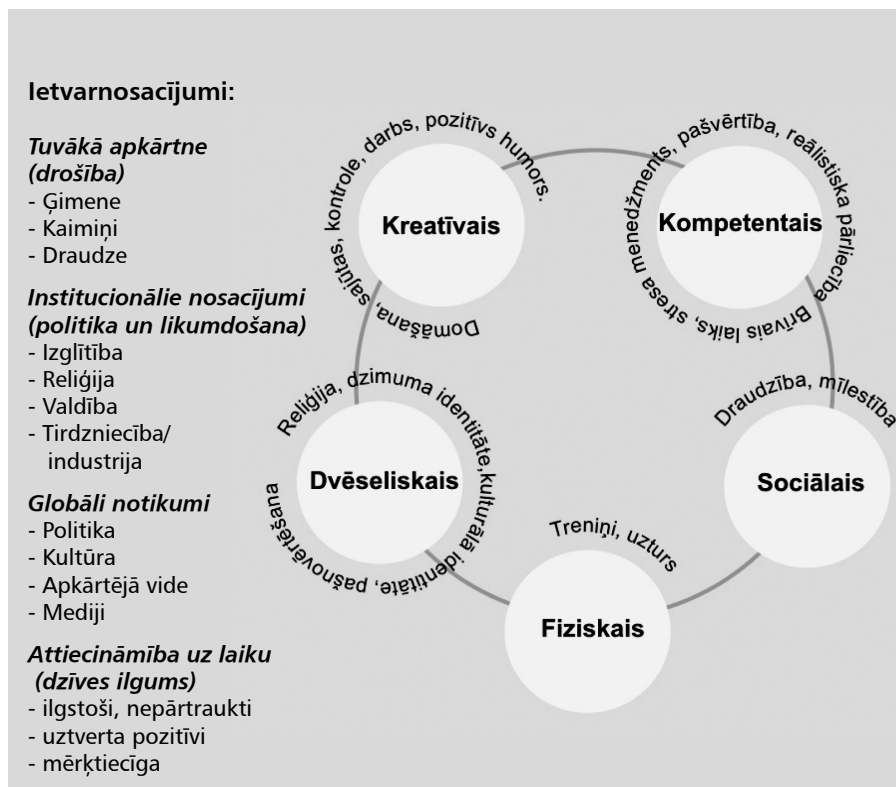 Ietvarnosacījumi:
Tuvākā apkārtne
(drošība)
- Ģimene
- Kaimiņi
- Draudze
Institucionālie nosacījumi
(politika un likumdošana)
- Izglītība
- Reliģija
- Valdība
- Tirdzniecība/
industrija
Globāli notikumi
- Politika
- Kultūra
- Apkārtējā vide
- Mediji
Attiecināmība uz laiku
(dzīves ilgums)
- ilgstoši, nepārtraukti
- uztverta pozitīvi
- mērķtiecīga
Domāšana, sajūtas, kontrole, darbs, pozitīvs humors.
Kreatīvais
Brīvais laiks, stresa menedžments, pašvērtība, reālistiska pārliecība
Kompetentais
Draudzība, mīlestība
Sociālais
Treniņi, uzturs
Fiziskais
Reliģija, dzimuma identitāte,kulturālā identitāte, pašnovērtēšana
Dvēseliskais